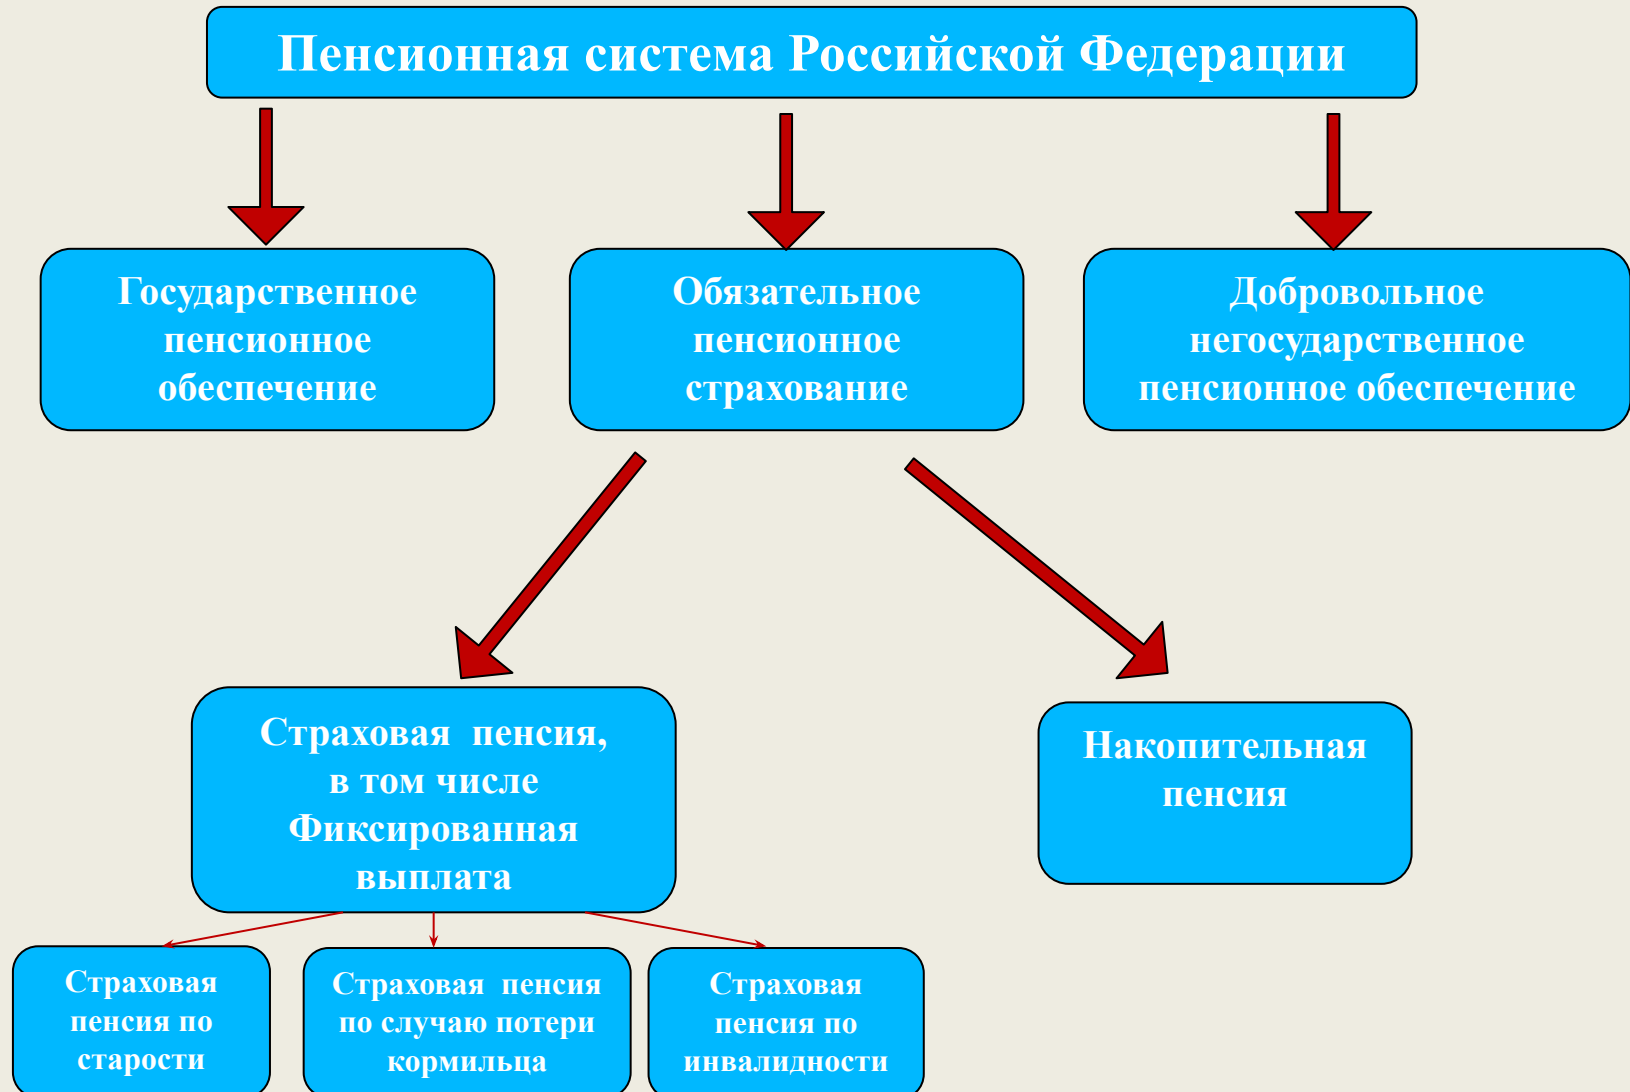 Пенсионная система Российской Федерации
Государственное
пенсионное
обеспечение
Обязательное
пенсионное
страхование
Добровольное
негосударственное
пенсионное обеспечение
Страховая пенсия,
в том числе
Фиксированная
выплата
Накопительная
пенсия
Страховая
пенсия по
старости
Страховая пенсия
по случаю потери
кормильца
Страховая
пенсия по
инвалидности